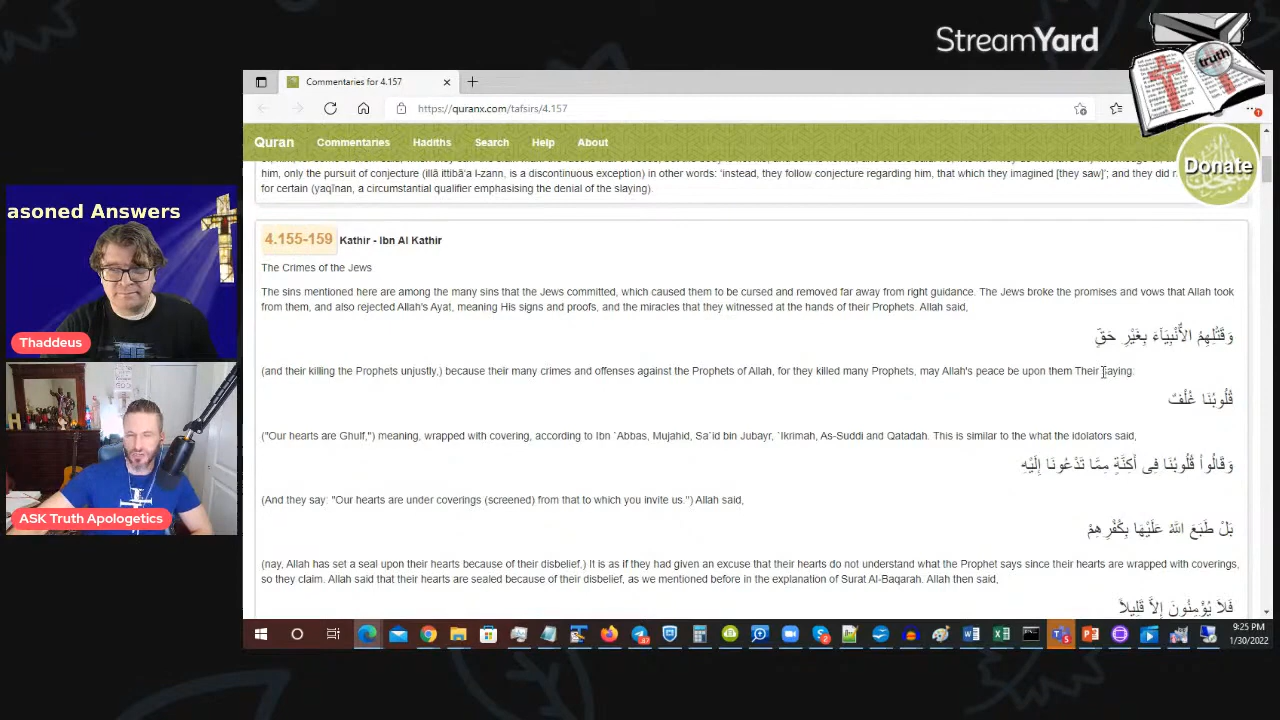 StreamYard
truth
Commentaries for 4.157
https://quranx.com/tafsirs/4.157
Quran Commentaries Hadiths Search Help About
Donate
him, only the pursuit of conjecture (illā ittibā'a l-zann, is a discontinuous exception) in other words: 'instead, they follow conjecture regarding him, that which they imagined [they saw]'; and they did
for certain (yaqīnan, a circumstantial qualifier emphasising the denial of the slaying).
4.155-159 Kathir - Ibn Al Kathir
The Crimes of the Jews
The sins mentioned here are among the many sins that the Jews committed, which caused them to be cursed and removed far away from right guidance. The Jews broke the promises and vows that Allah took
from them, and also rejected Allah's Ayat, meaning His signs and proofs, and the miracles that they witnessed at the hands of their Prophets. Allah said,
وَقَتْلِهِمُ الاٌّنْبِيَآءَ بِغَيْرِ حَقٍّ
(and their killing the Prophets unjustly,) because their many crimes and offenses against the Prophets of Allah, for they killed many Prophets, may Allah's peace be upon them Their saying:
قُلُوبُنَا غُلْفٌ
("Our hearts are Ghulf,") meaning, wrapped with covering, according to Ibn `Abbas, Mujahid, Sa`id bin Jubayr, `Ikrimah, As-Suddi and Qatadah. This is similar to the what the idolators said,
وَقَالُواْ قُلُوبُنَا فِى أَكِنَّةٍ مِمَّا تَدْعُونَا إِلَيْهِ
(And they say: "Our hearts are under coverings (screened) from that to which you invite us.") Allah said,
بَلْ طَبَعَ اللَّهُ عَلَيْهَا بِكُفْرِهِمْ
(nay, Allah has set a seal upon their hearts because of their disbelief.) It is as if they had given an excuse that their hearts do not understand what the Prophet says since their hearts are wrapped with coverings,
so they claim. Allah said that their hearts are sealed because of their disbelief, as we mentioned before in the explanation of Surat Al-Baqarah. Allah then said,
فَلاَ يُؤْمِنُونَ إِلاَّ قَلِيلاً
asoned Answers
Thaddeus
ASK Truth Apologetics
9:25 PM
1/30/2022